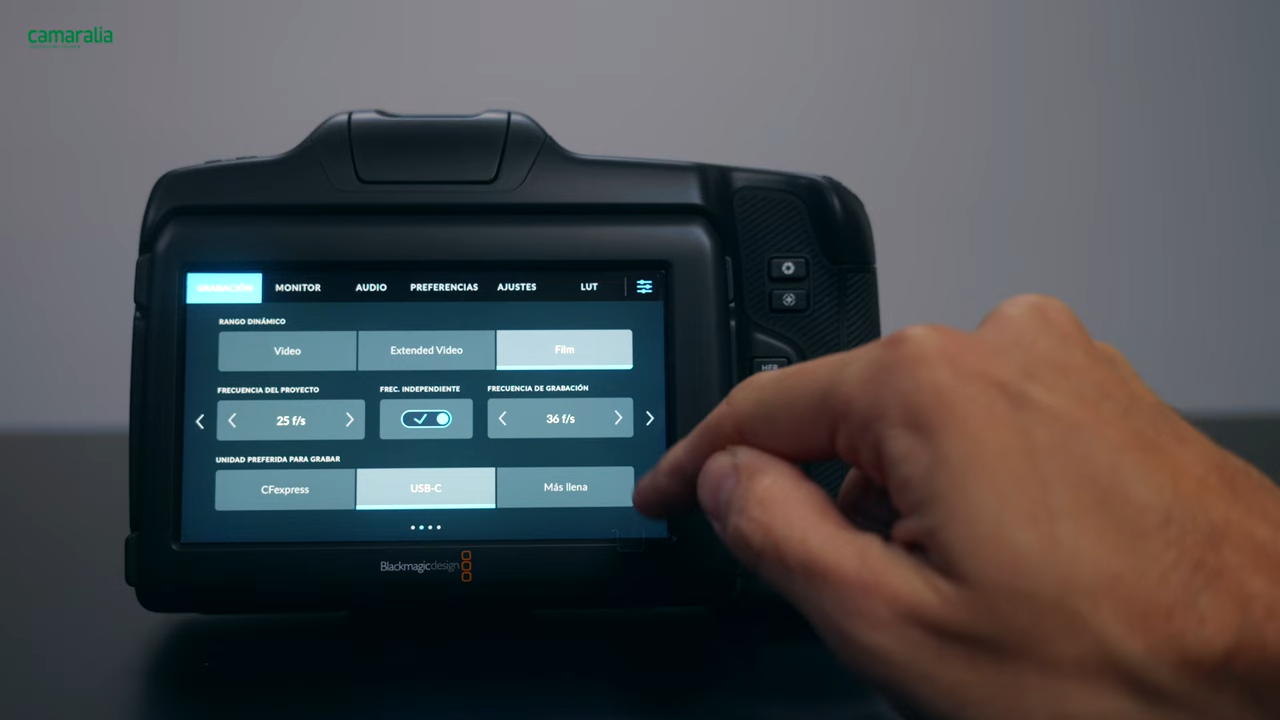 camaralia
GRABACIÓN MONITOR AUDIO PREFERENCIAS AJUSTES LUT
RANGO DINÁMICO
Video Extended Video Film
FRECUENCIA DEL PROYECTO FREC. INDEPENDIENTE FRECUENCIA DE GRABACIÓN
25 f/s 36 f/s
UNIDAD PREFERIDA PARA GRABAR
CFexpress USB-C Más llena
Blackmagicdesign